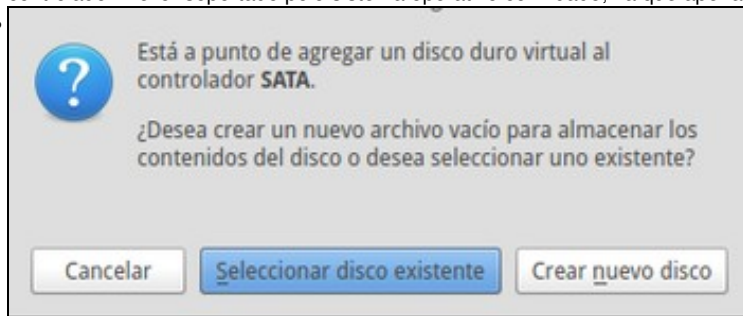 Está a punto de agregar un disco duro virtual al
controlador SATA.
¿Desea crear un nuevo archivo vacío para almacenar los
contenidos del disco o desea seleccionar uno existente?
Cancelar
Seleccionar disco existente
Crear nuevo disco